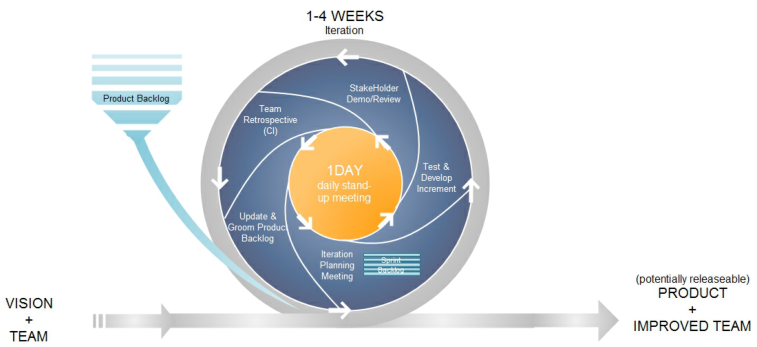 1-4 WEEKS
Iteration
Product Backlog
StakeHolder
Demo/Review
Team
Retrospective
(CI)
1DAY
daily stand-
up meeting
Test &
Develop
Increment
Update &
Groom Product
Backlog
Iteration
Planning
Meeting
Sprint
Backlog
VISION
+
TEAM
(potentially releaseable)
PRODUCT
+
IMPROVED TEAM